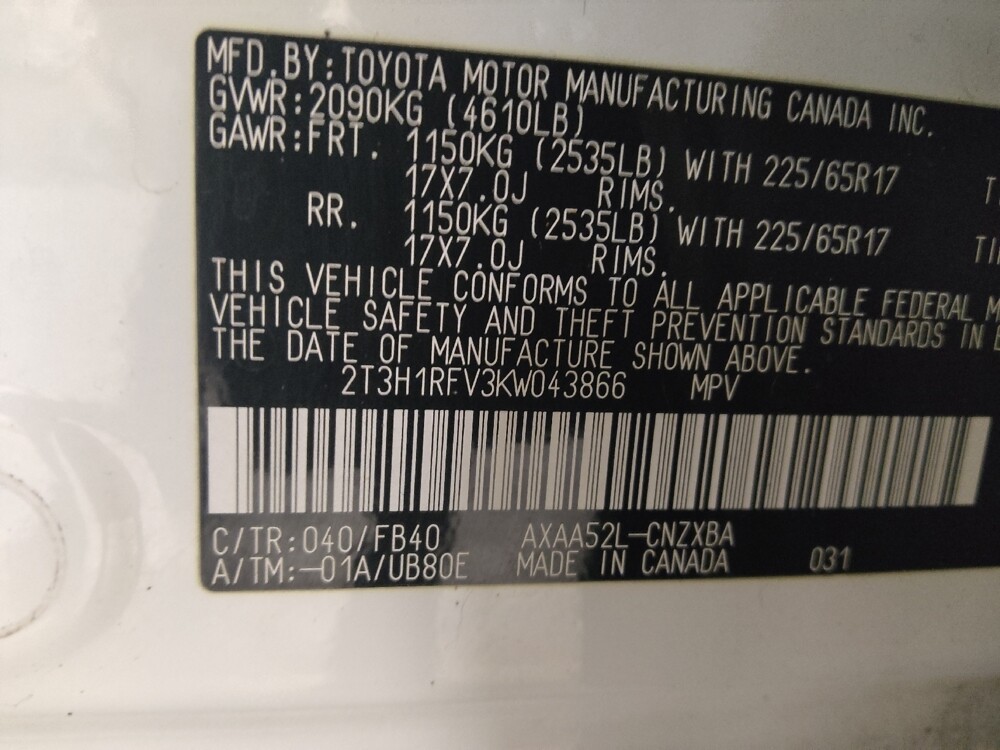 MFD.BY:TOYOTA MOTOR MANUFACTURING CANADA INC.
GVWR:2090KG (4610LB)
GAWR:FRT. 1150KG (2535LB) WITH 225/65R17
17X7.0J RIMS.
RR. 1150KG (2535LB) WITH 225/65R17
17X7.0J RIMS.
THIS VEHICLE CONFORMS TO ALL APPLICABLE FEDERAL
VEHICLE SAFETY AND THEFT PREVENTION STANDARDS IN
THE DATE OF MANUFACTURE SHOWN ABOVE.
2T3H1RFV3KW043866 MPV
C/TR:040/FB40 AXAA52L-CNZXBA
A/TM:-01A/UB80E MADE IN CANADA 031